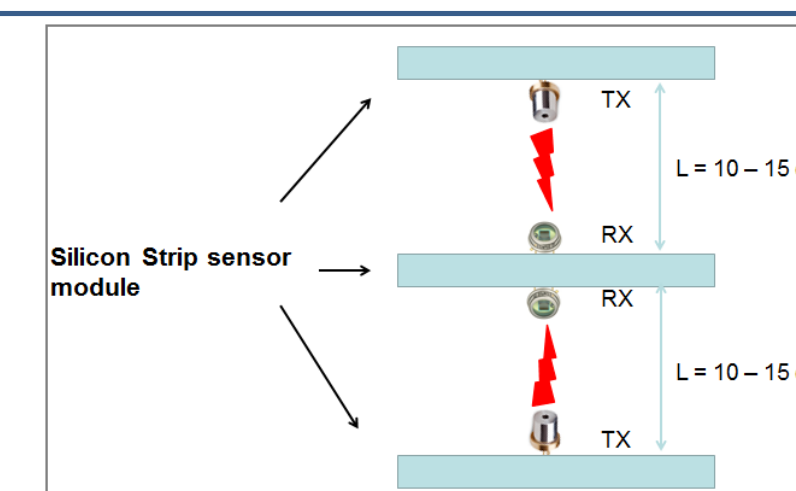 TX
L = 10 – 15
RX
Silicon Strip sensor
module
RX
L = 10 – 15
TX